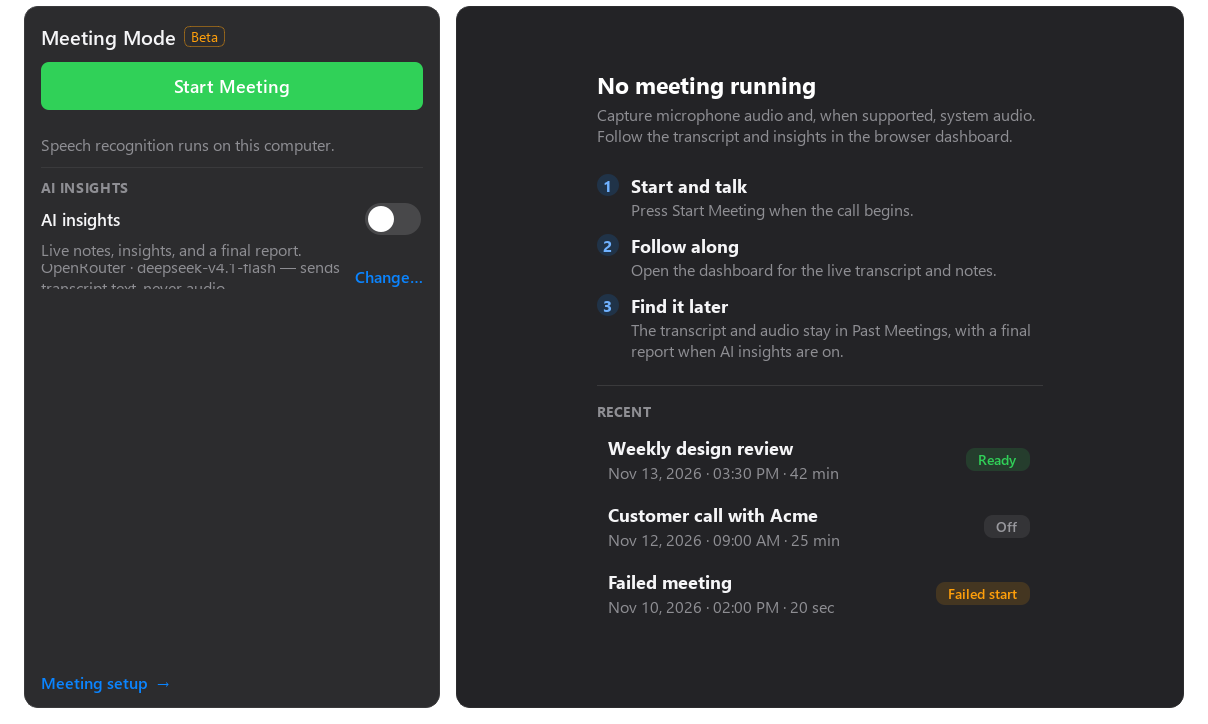 Meeting Mode Beta
Start Meeting
Speech recognition runs on this computer.
AI INSIGHTS
AI insights
Live notes, insights, and a final report.
OpenRouter · deepseek-v4.1-flash — sends
transcript text, never audio.
Change...
Meeting setup →
No meeting running
Capture microphone audio and, when supported, system audio.
Follow the transcript and insights in the browser dashboard.
1 Start and talk
Press Start Meeting when the call begins.
2 Follow along
Open the dashboard for the live transcript and notes.
3 Find it later
The transcript and audio stay in Past Meetings, with a final
report when AI insights are on.
RECENT
Weekly design review
Nov 13, 2026 · 03:30 PM · 42 min
Ready
Customer call with Acme
Nov 12, 2026 · 09:00 AM · 25 min
Off
Failed meeting
Nov 10, 2026 · 02:00 PM · 20 sec
Failed start